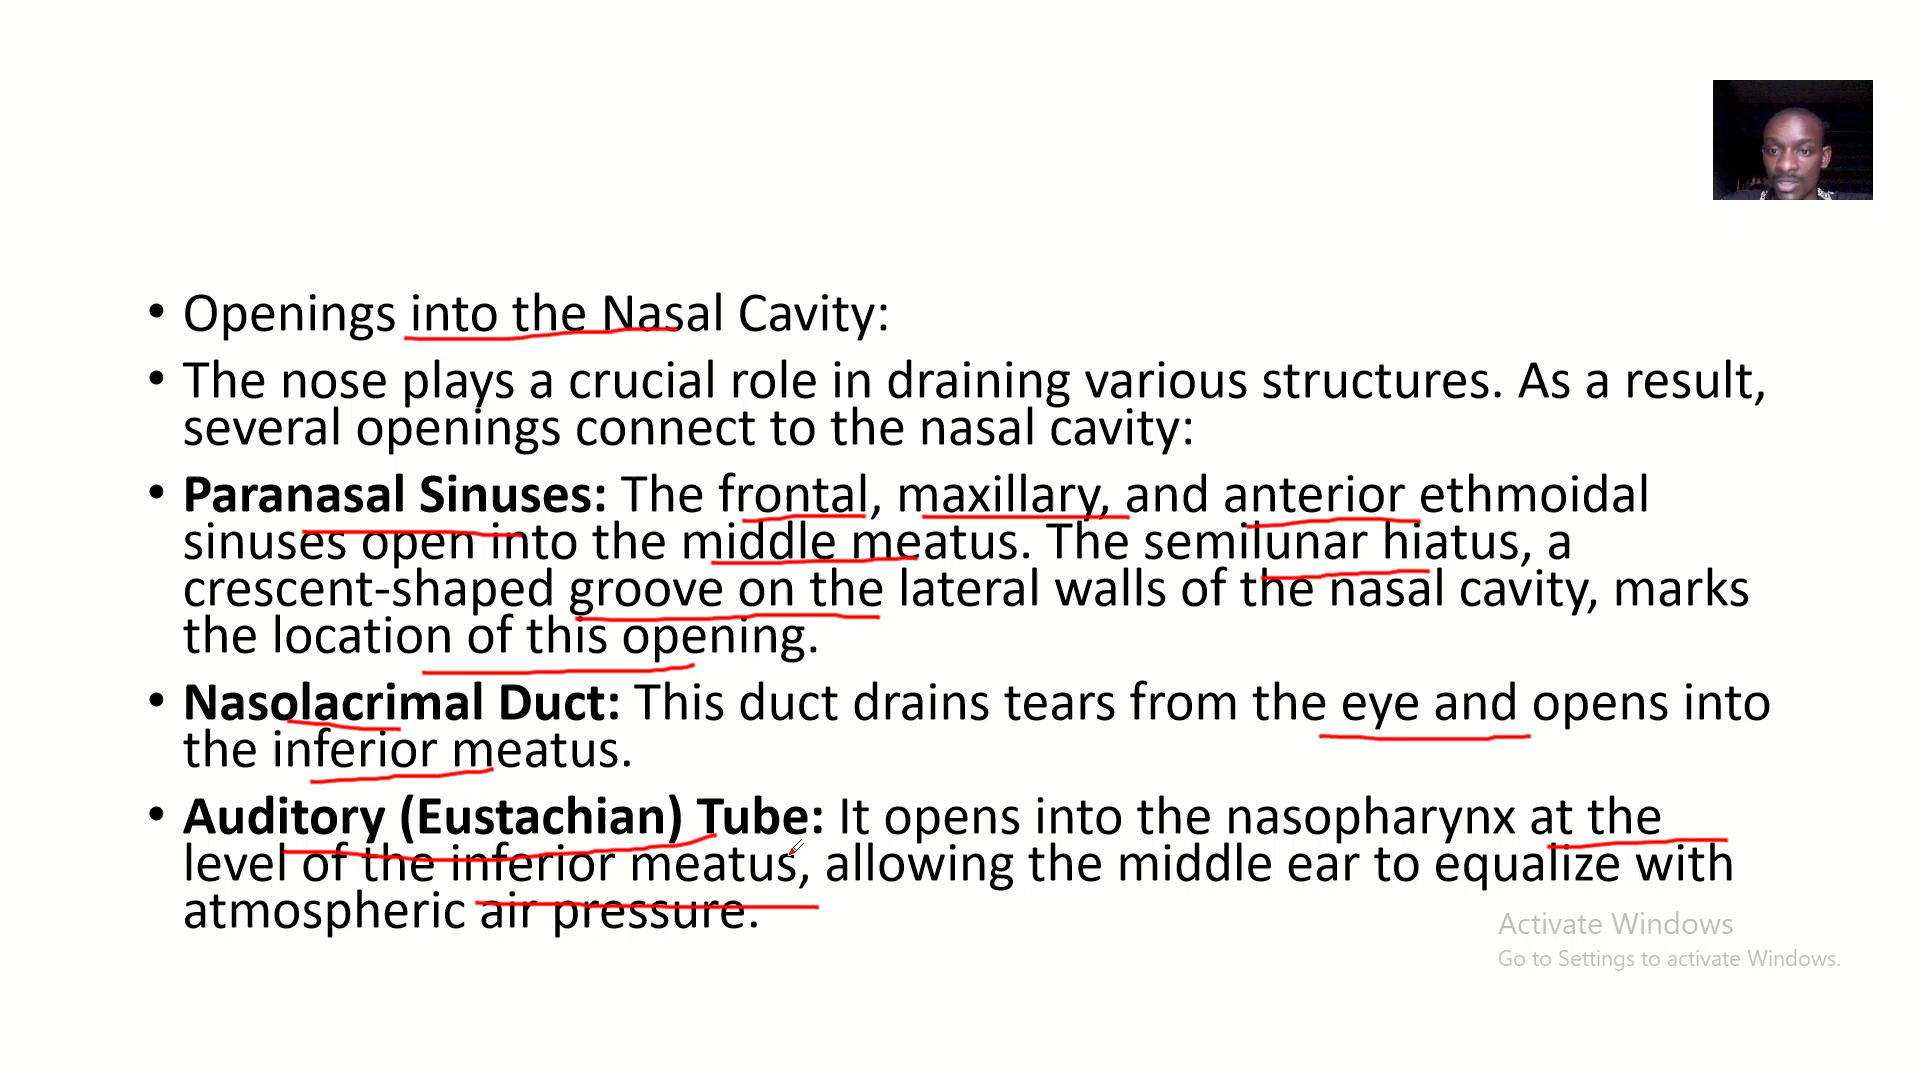 • Openings into the Nasal Cavity:
• The nose plays a crucial role in draining various structures. As a result,
several openings connect to the nasal cavity:
• Paranasal Sinuses: The frontal, maxillary, and anterior ethmoidal
sinuses open into the middle meatus. The semilunar hiatus, a
crescent-shaped groove on the lateral walls of the nasal cavity, marks
the location of this opening.
• Nasolacrimal Duct: This duct drains tears from the eye and opens into
the inferior meatus.
• Auditory (Eustachian) Tube: It opens into the nasopharynx at the
level of the inferior meatus, allowing the middle ear to equalize with
atmospheric air pressure.
Activate Windows
Go to Settings to activate Windows.